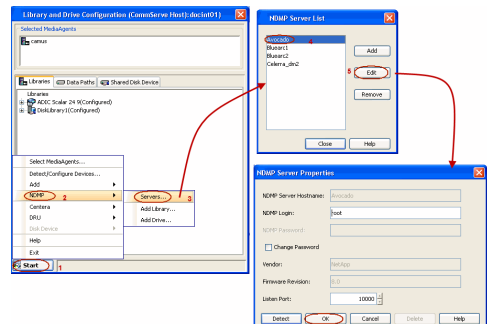 Library and Drive Configuration (CommServe Host):docint01)
Selected MediaAgents
camus
Libraries
Data Paths
Shared Disk Device
Libraries
ADIC Scalar 24 9(Configured)
DiskLibrary1(Configured)
Select MediaAgents...
Detect/Configure Devices...
Add
NDMP
2
Centera
DRU
Disk Device
Help
Exit
Start
1
Servers...
3
Add Library...
Add Drive...
NDMP Server List
Avocado
4
Bluearc1
Bluearc2
Celerra_dm2
Add
5
Edit
Remove
Close
Help
NDMP Server Properties
NDMP Server Hostname:
Avocado
NDMP Login:
root
NDMP Password:
Change Password
Vendor:
NetApp
Firmware Revision:
8.0
Listen Port:
10000
Detect
OK
Cancel
Delete
Help